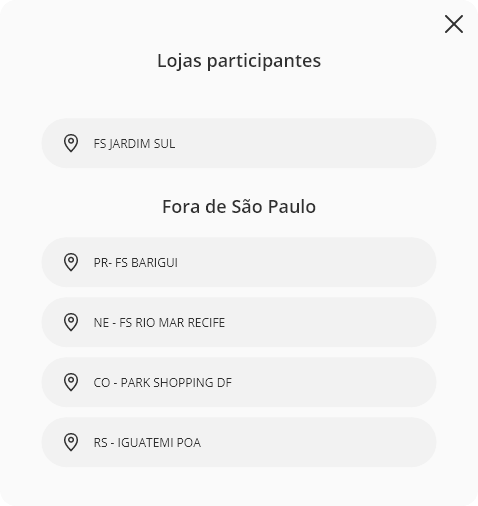 Lojas participantes
FS JARDIM SUL
Fora de São Paulo
PR- FS BARIGUI
NE - FS RIO MAR RECIFE
CO - PARK SHOPPING DF
RS - IGUATEMI POA